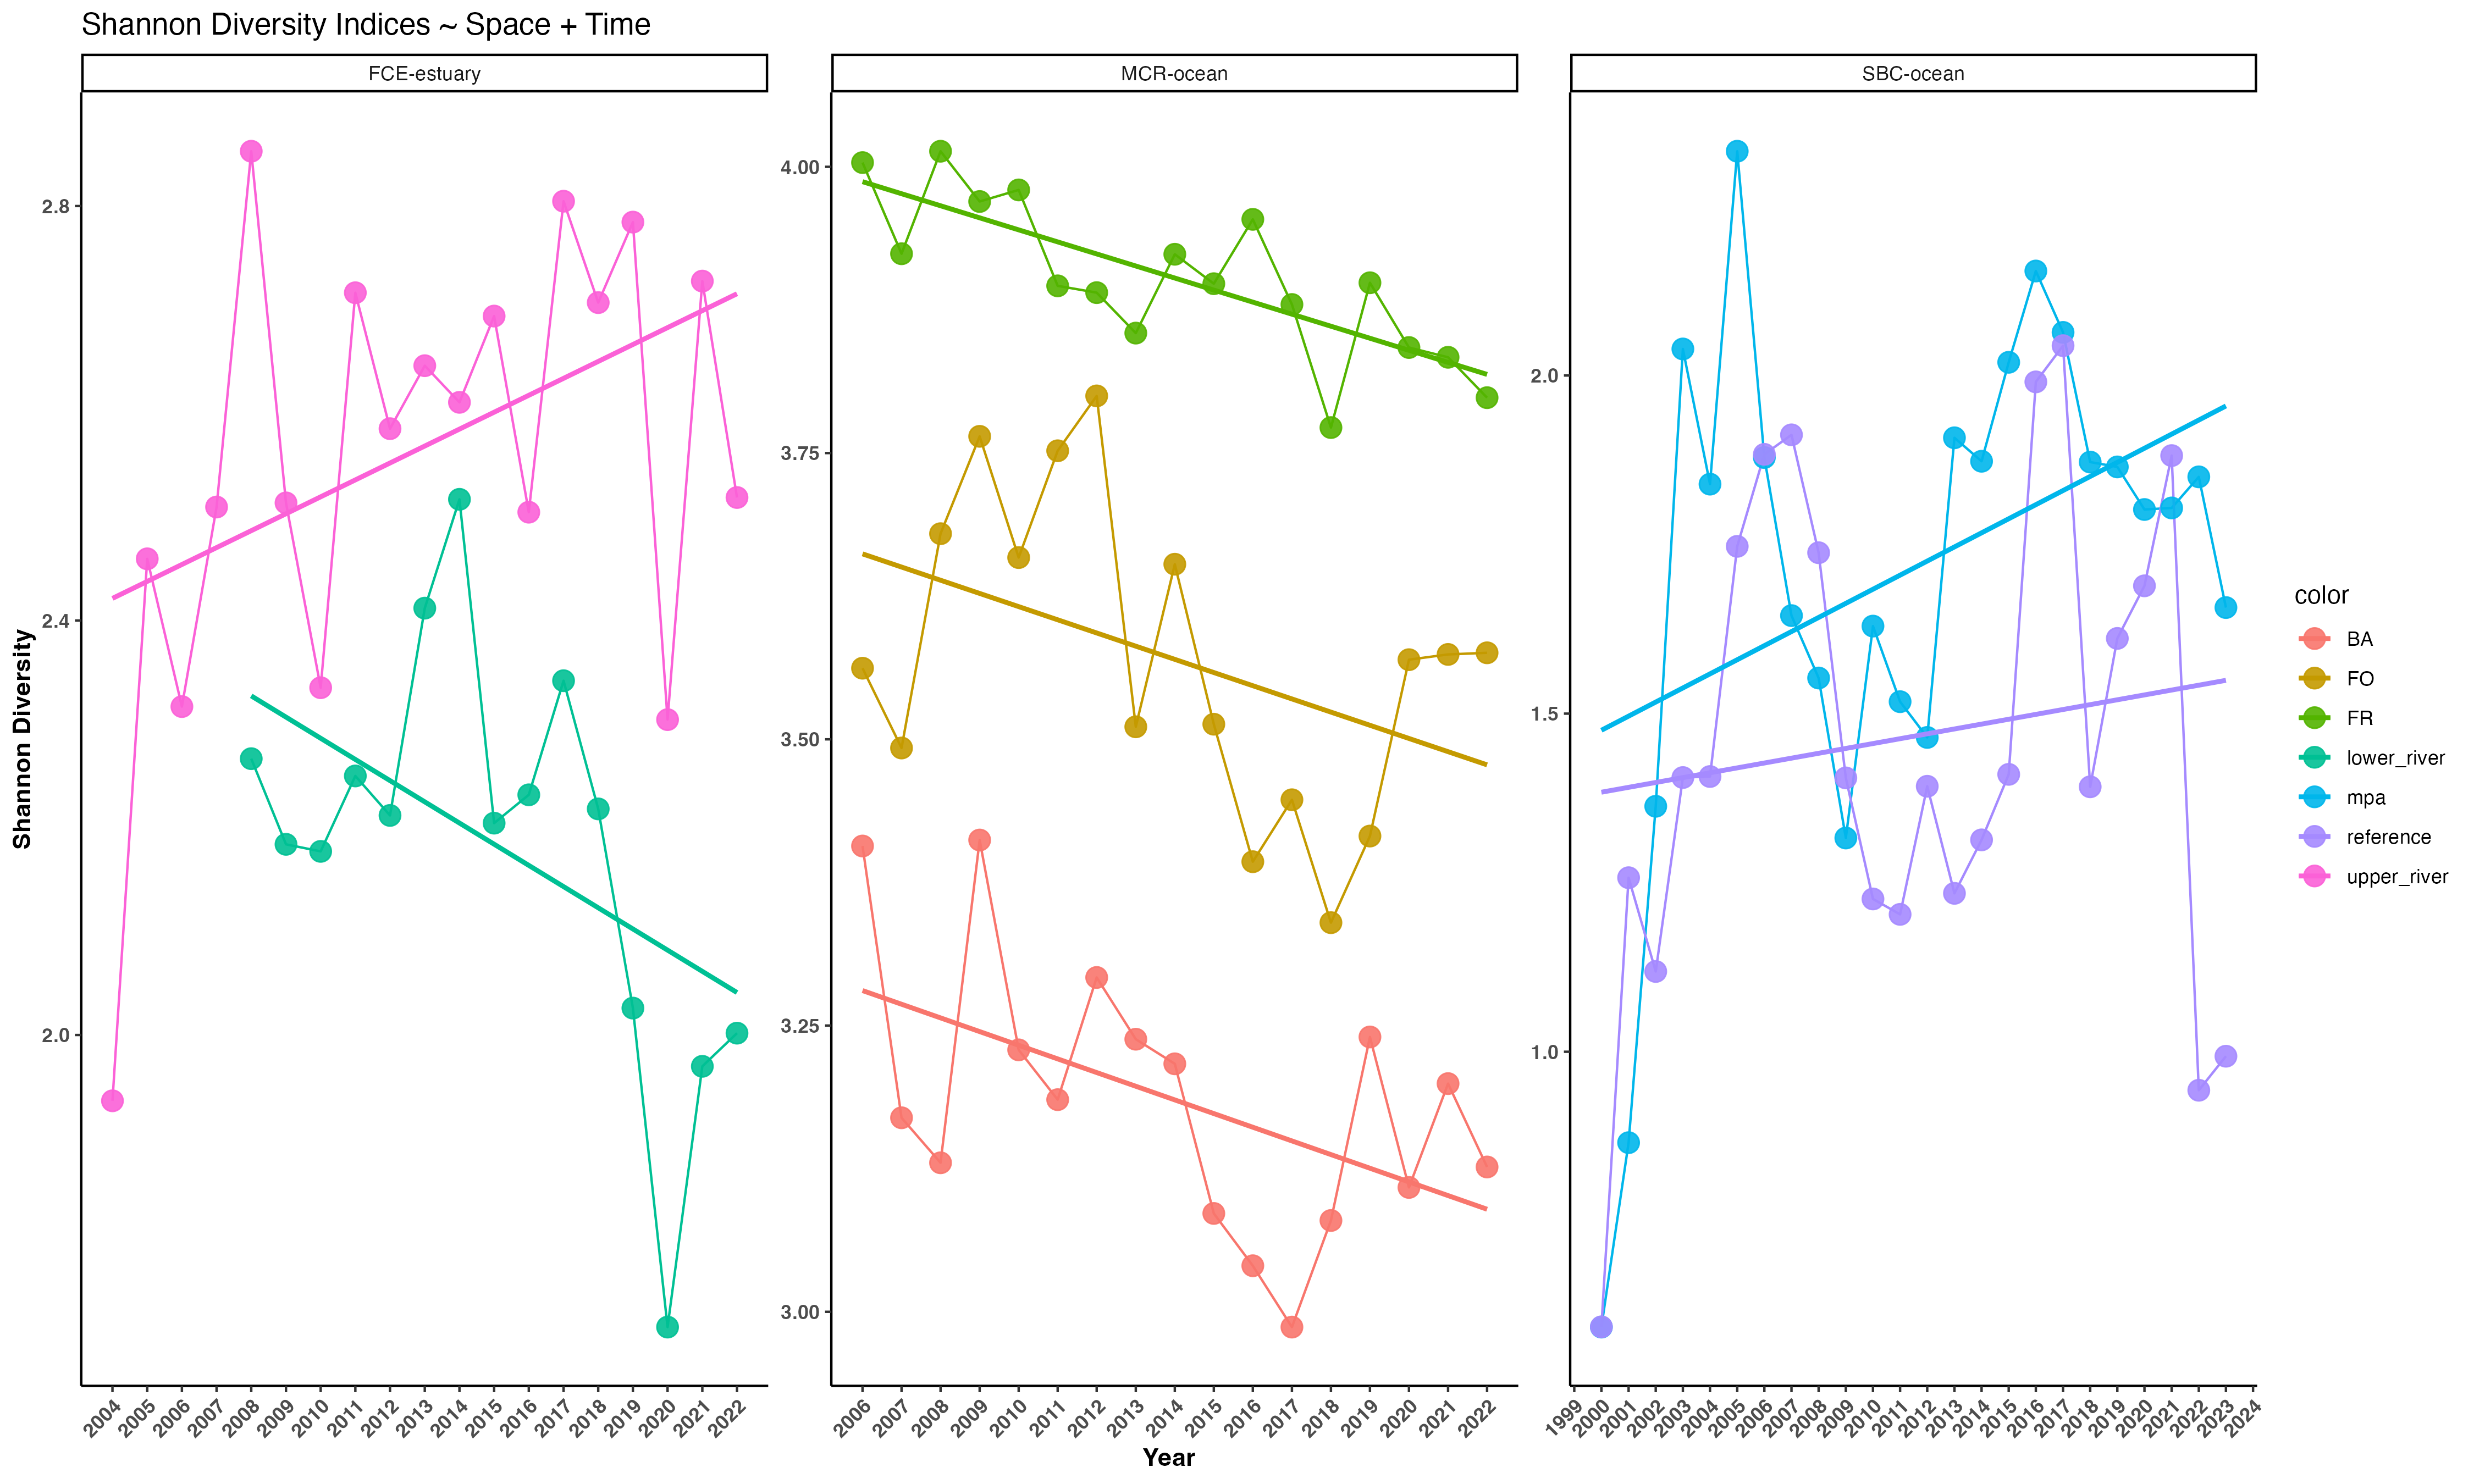 Shannon Diversity Indices ~ Space + Time
FCE-estuary
MCR-ocean
SBC-ocean
Shannon Diversity
2.8
2.4
2.0
4.00
3.75
3.50
3.25
3.00
2.0
1.5
1.0
2004 2005 2006 2007 2008 2009 2010 2011 2012 2013 2014 2015 2016 2017 2018 2019 2020 2021 2022
2006 2007 2008 2009 2010 2011 2012 2013 2014 2015 2016 2017 2018 2019 2020 2021 2022
1999 2000 2001 2002 2003 2004 2005 2006 2007 2008 2009 2010 2011 2012 2013 2014 2015 2016 2017 2018 2019 2020 2021 2022 2023 2024
Year
color
BA
FO
FR
lower_river
mpa
reference
upper_river